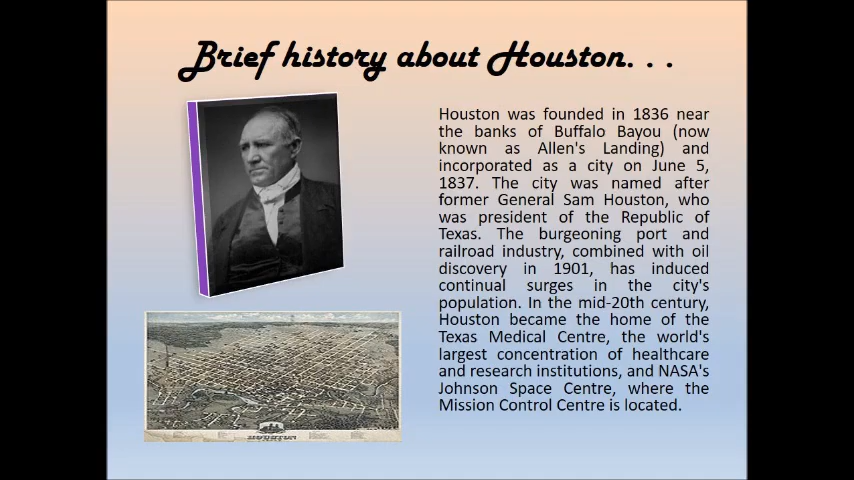 Brief history about Houston. . .
Houston was founded in 1836 near
the banks of Buffalo Bayou (now
known as Allen's Landing) and
incorporated as a city on June 5,
1837. The city was named after
former General Sam Houston, who
was president of the Republic of
Texas. The burgeoning port and
railroad industry, combined with oil
discovery in 1901, has induced
continual surges in the city's
population. In the mid-20th century,
Houston became the home of the
Texas Medical Centre, the world's
largest concentration of healthcare
and research institutions, and NASA's
Johnson Space Centre, where the
Mission Control Centre is located.
HOUSTON